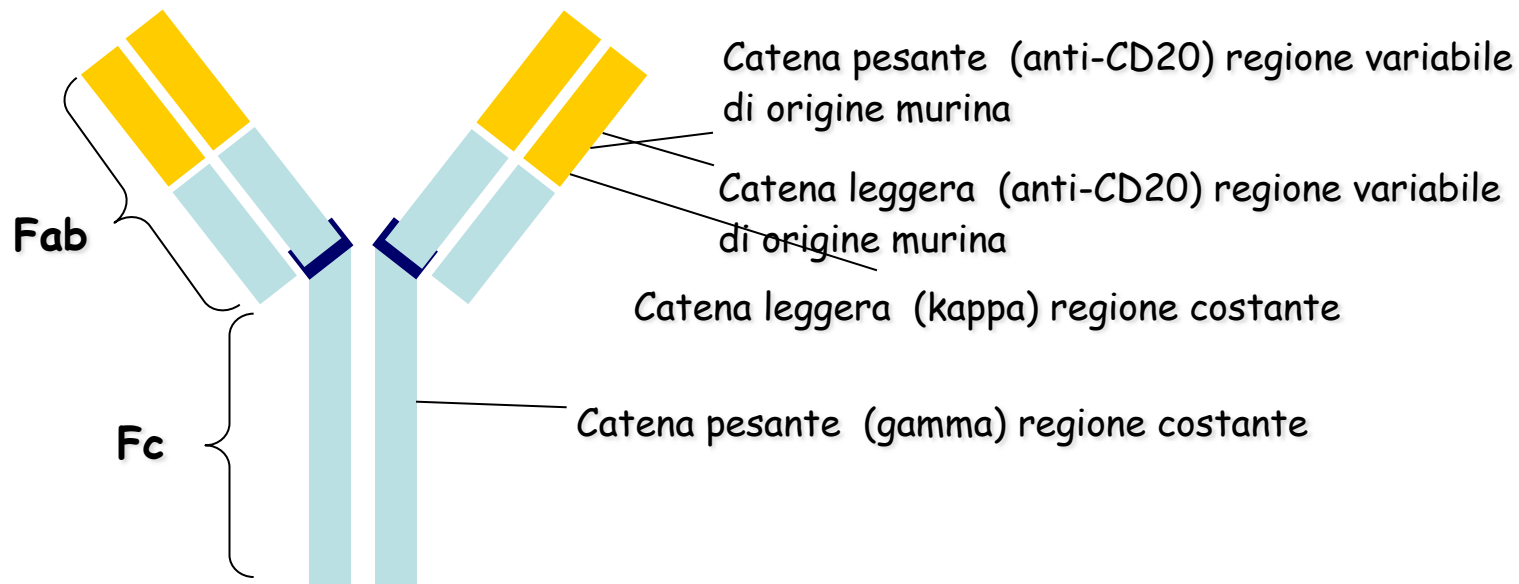 Catena pesante (anti-CD20) regione variabile
di origine murina
Catena leggera (anti-CD20) regione variabile
di origine murina
Fab
Catena leggera (kappa) regione costante
Catena pesante (gamma) regione costante
Fc